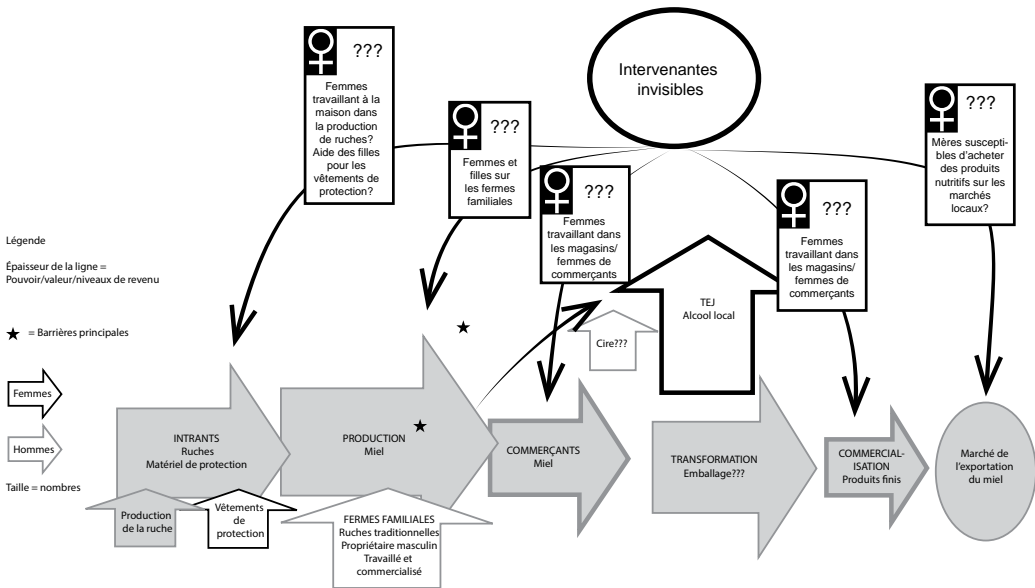 ???
Femmes
travaillant à la
maison dans
la production
de ruches?
Aide des filles
pour les
vêtements de
protection?
???
Femmes et
filles sur
les fermes
familiales
Intervenantes
invisibles
???
Femmes
travaillant dans
les magasins/
femmes de
commerçants
???
Femmes
travaillant dans
les magasins/
femmes de
commerçants
???
Mères suscepti-
bles d'acheter
des produits
nutritifs sur les
marchés
locaux?
Légende
Épaisseur de la ligne =
Pouvoir/valeur/niveaux de revenu
★ = Barrières principales
Femmes
Hommes
Taille = nombres
TEJ
Alcool local
Cire???
INTRANTS
Ruches
Matériel de protection
PRODUCTION
Miel
COMMERÇANTS
Miel
TRANSFORMATION
Emballage???
COMMERCIAL-
ISATION
Produits finis
Marché de
l'exportation
du miel
Production
de la ruche
Vêtements
de
protection
FERMES FAMILIALES
Ruches traditionnelles
Propriétaire masculin
Travaillé et
commercialisé